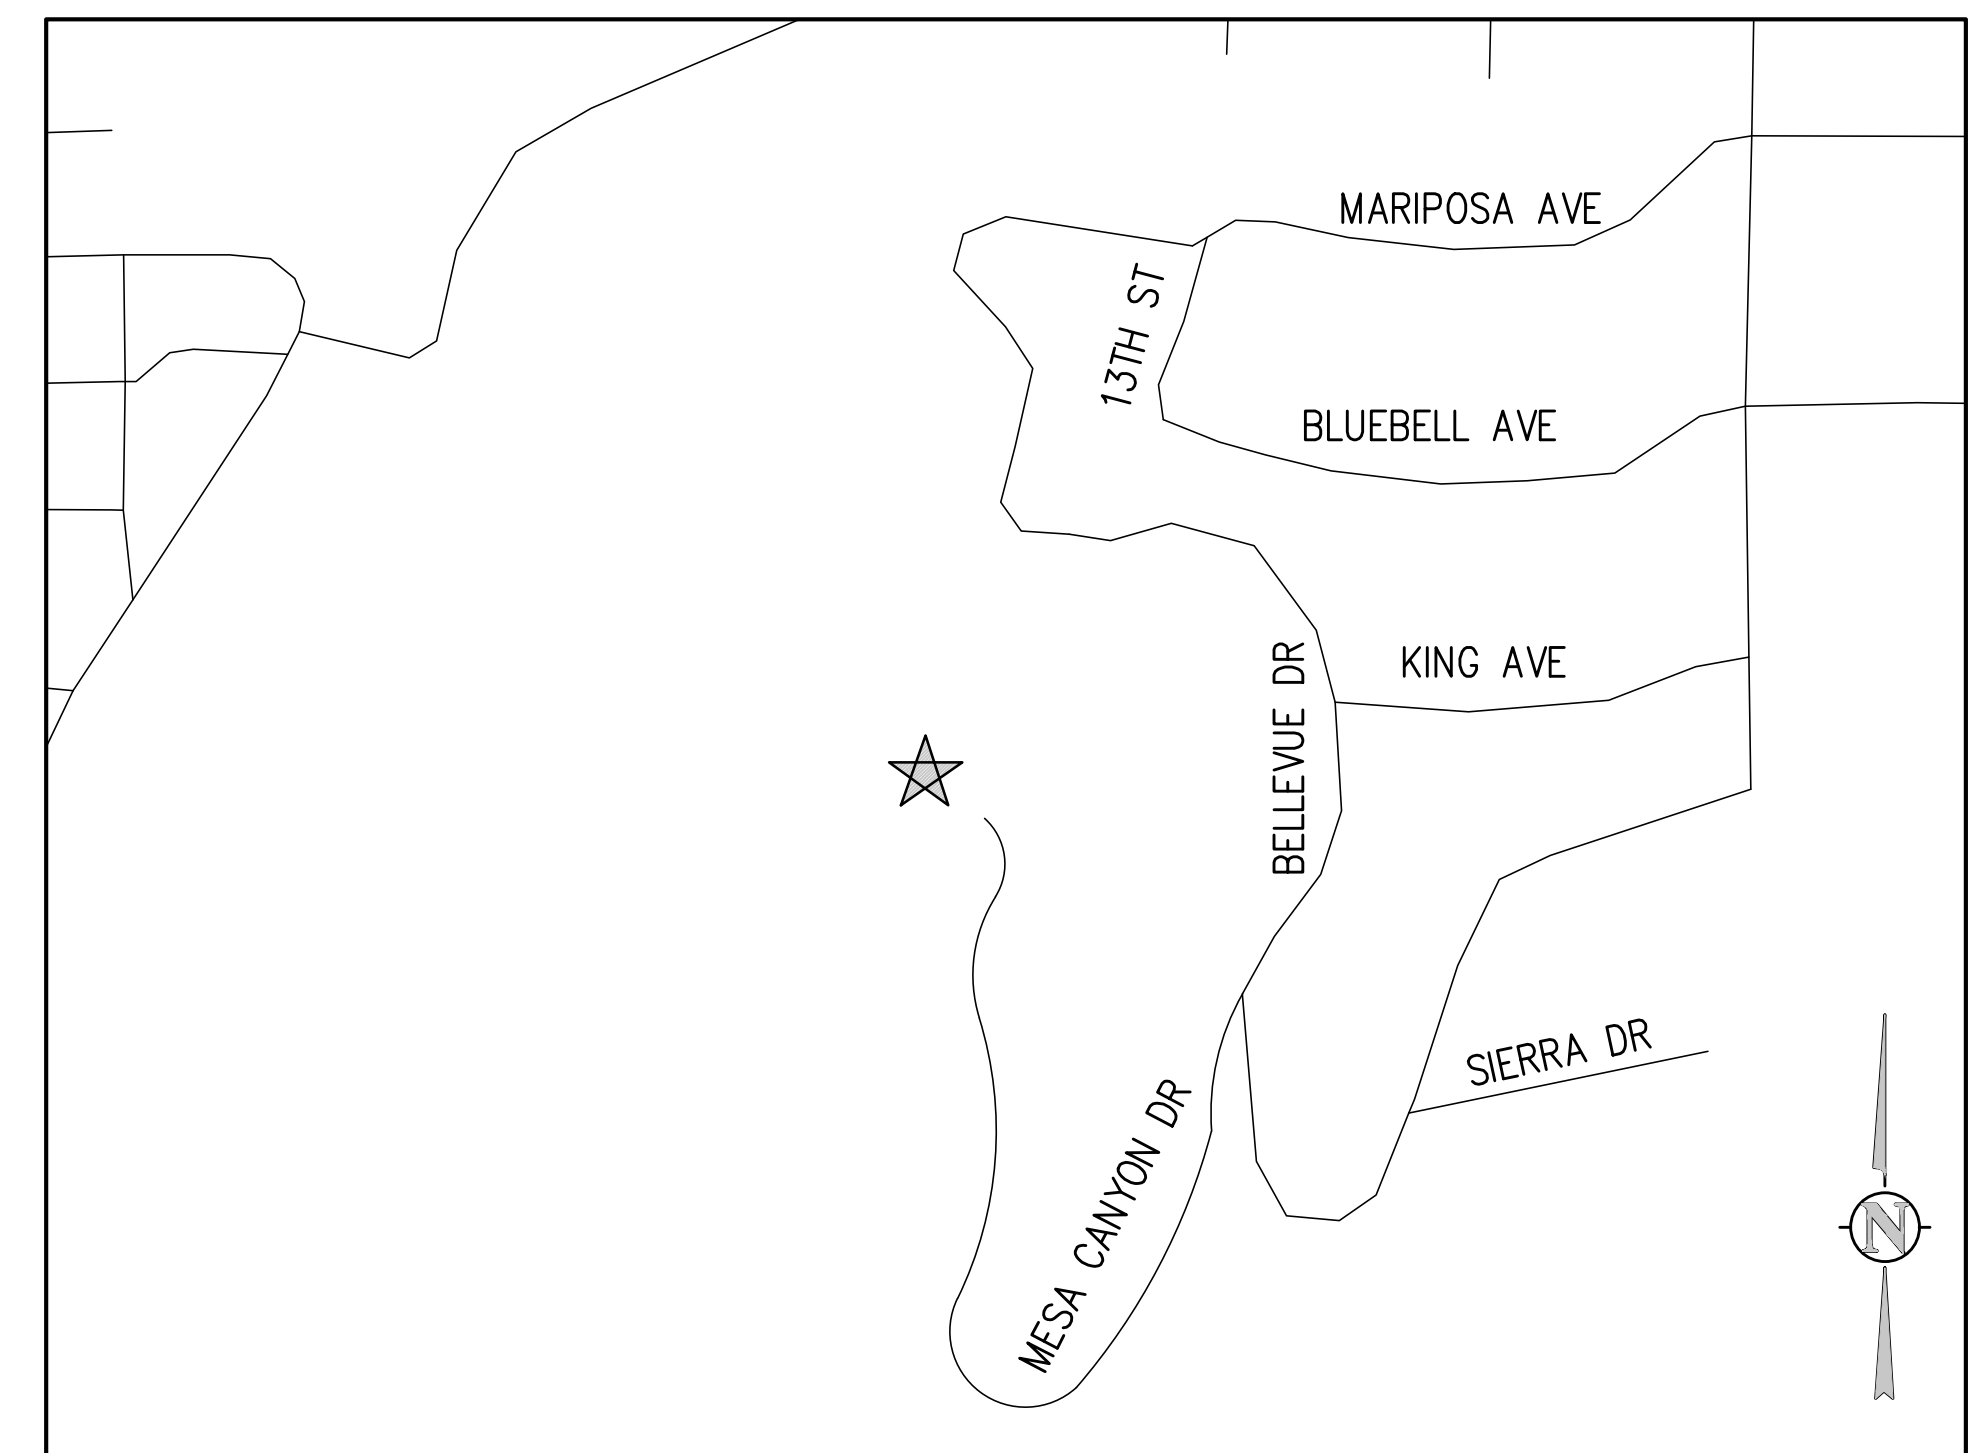 MARIPOSA AVE
13TH ST
BLUEBELL AVE
KING AVE
BELLEVUE DR
SIERRA DR
MESA CANYON DR
N